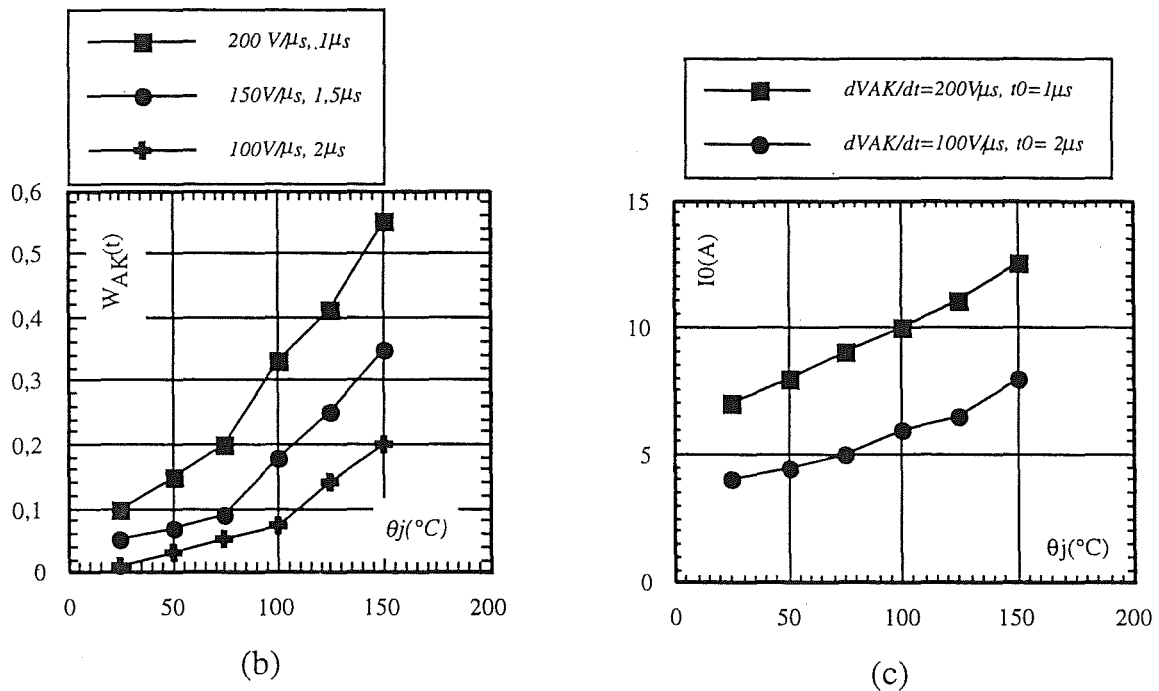 200 V/µs, 1µs
150V/µs, 1,5µs
100V/µs, 2µs
0,6
0,5
0,4
0,3
0,2
0,1
0
WAK(t)
θj(°C)
0 50 100 150 200
(b)
dVAK/dt=200V/µs, t0=1µs
dVAK/dt=100V/µs, t0= 2µs
15
10
5
0
I0(A)
θj(°C)
0 50 100 150 200
(c)